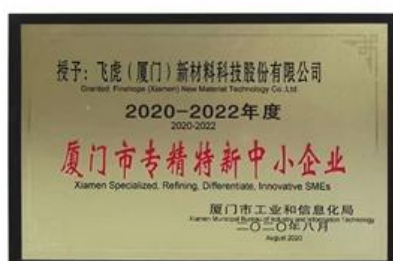 授予：飞虎（厦门）新材料科技股份有限公司
Granted: Finehope (Xiamen) New Material Technology Co.,Ltd
2020-2022年度
2020-2022
厦门市专精特新中小企业
Xiamen Specialized, Refining, Differentiate, Innovative SMEs
厦门市工业和信息化局
Xiamen Municipal Bureau of Industry and Information Technology
二〇二〇年八月
August 2020